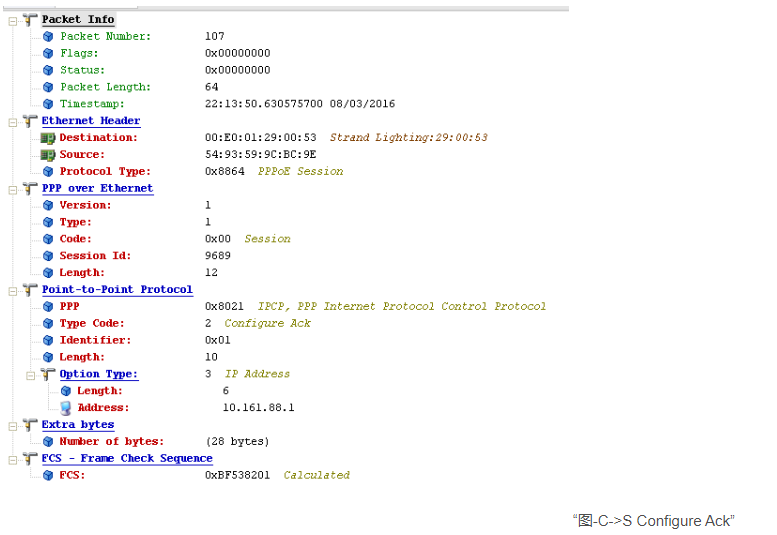 Packet Info
Packet Number: 107
Flags: 0x00000000
Status: 0x00000000
Packet Length: 64
Timestamp: 22:13:50.630575700 08/03/2016
Ethernet Header
Destination: 00:E0:01:29:00:53 Strand Lighting:29:00:53
Source: 54:93:59:9C:BC:9E
Protocol Type: 0x8864 PPPoE Session
PPP over Ethernet
Version: 1
Type: 1
Code: 0x00 Session
Session Id: 9689
Length: 12
Point-to-Point Protocol
PPP 0x8021 IPCP, PPP Internet Protocol Control Protocol
Type Code: 2 Configure Ack
Identifier: 0x01
Length: 10
Option Type: 3 IP Address
Length: 6
Address: 10.161.88.1
Extra bytes
Number of bytes: (28 bytes)
FCS - Frame Check Sequence
FCS: 0xBF538201 Calculated
“图-C->S Configure Ack”